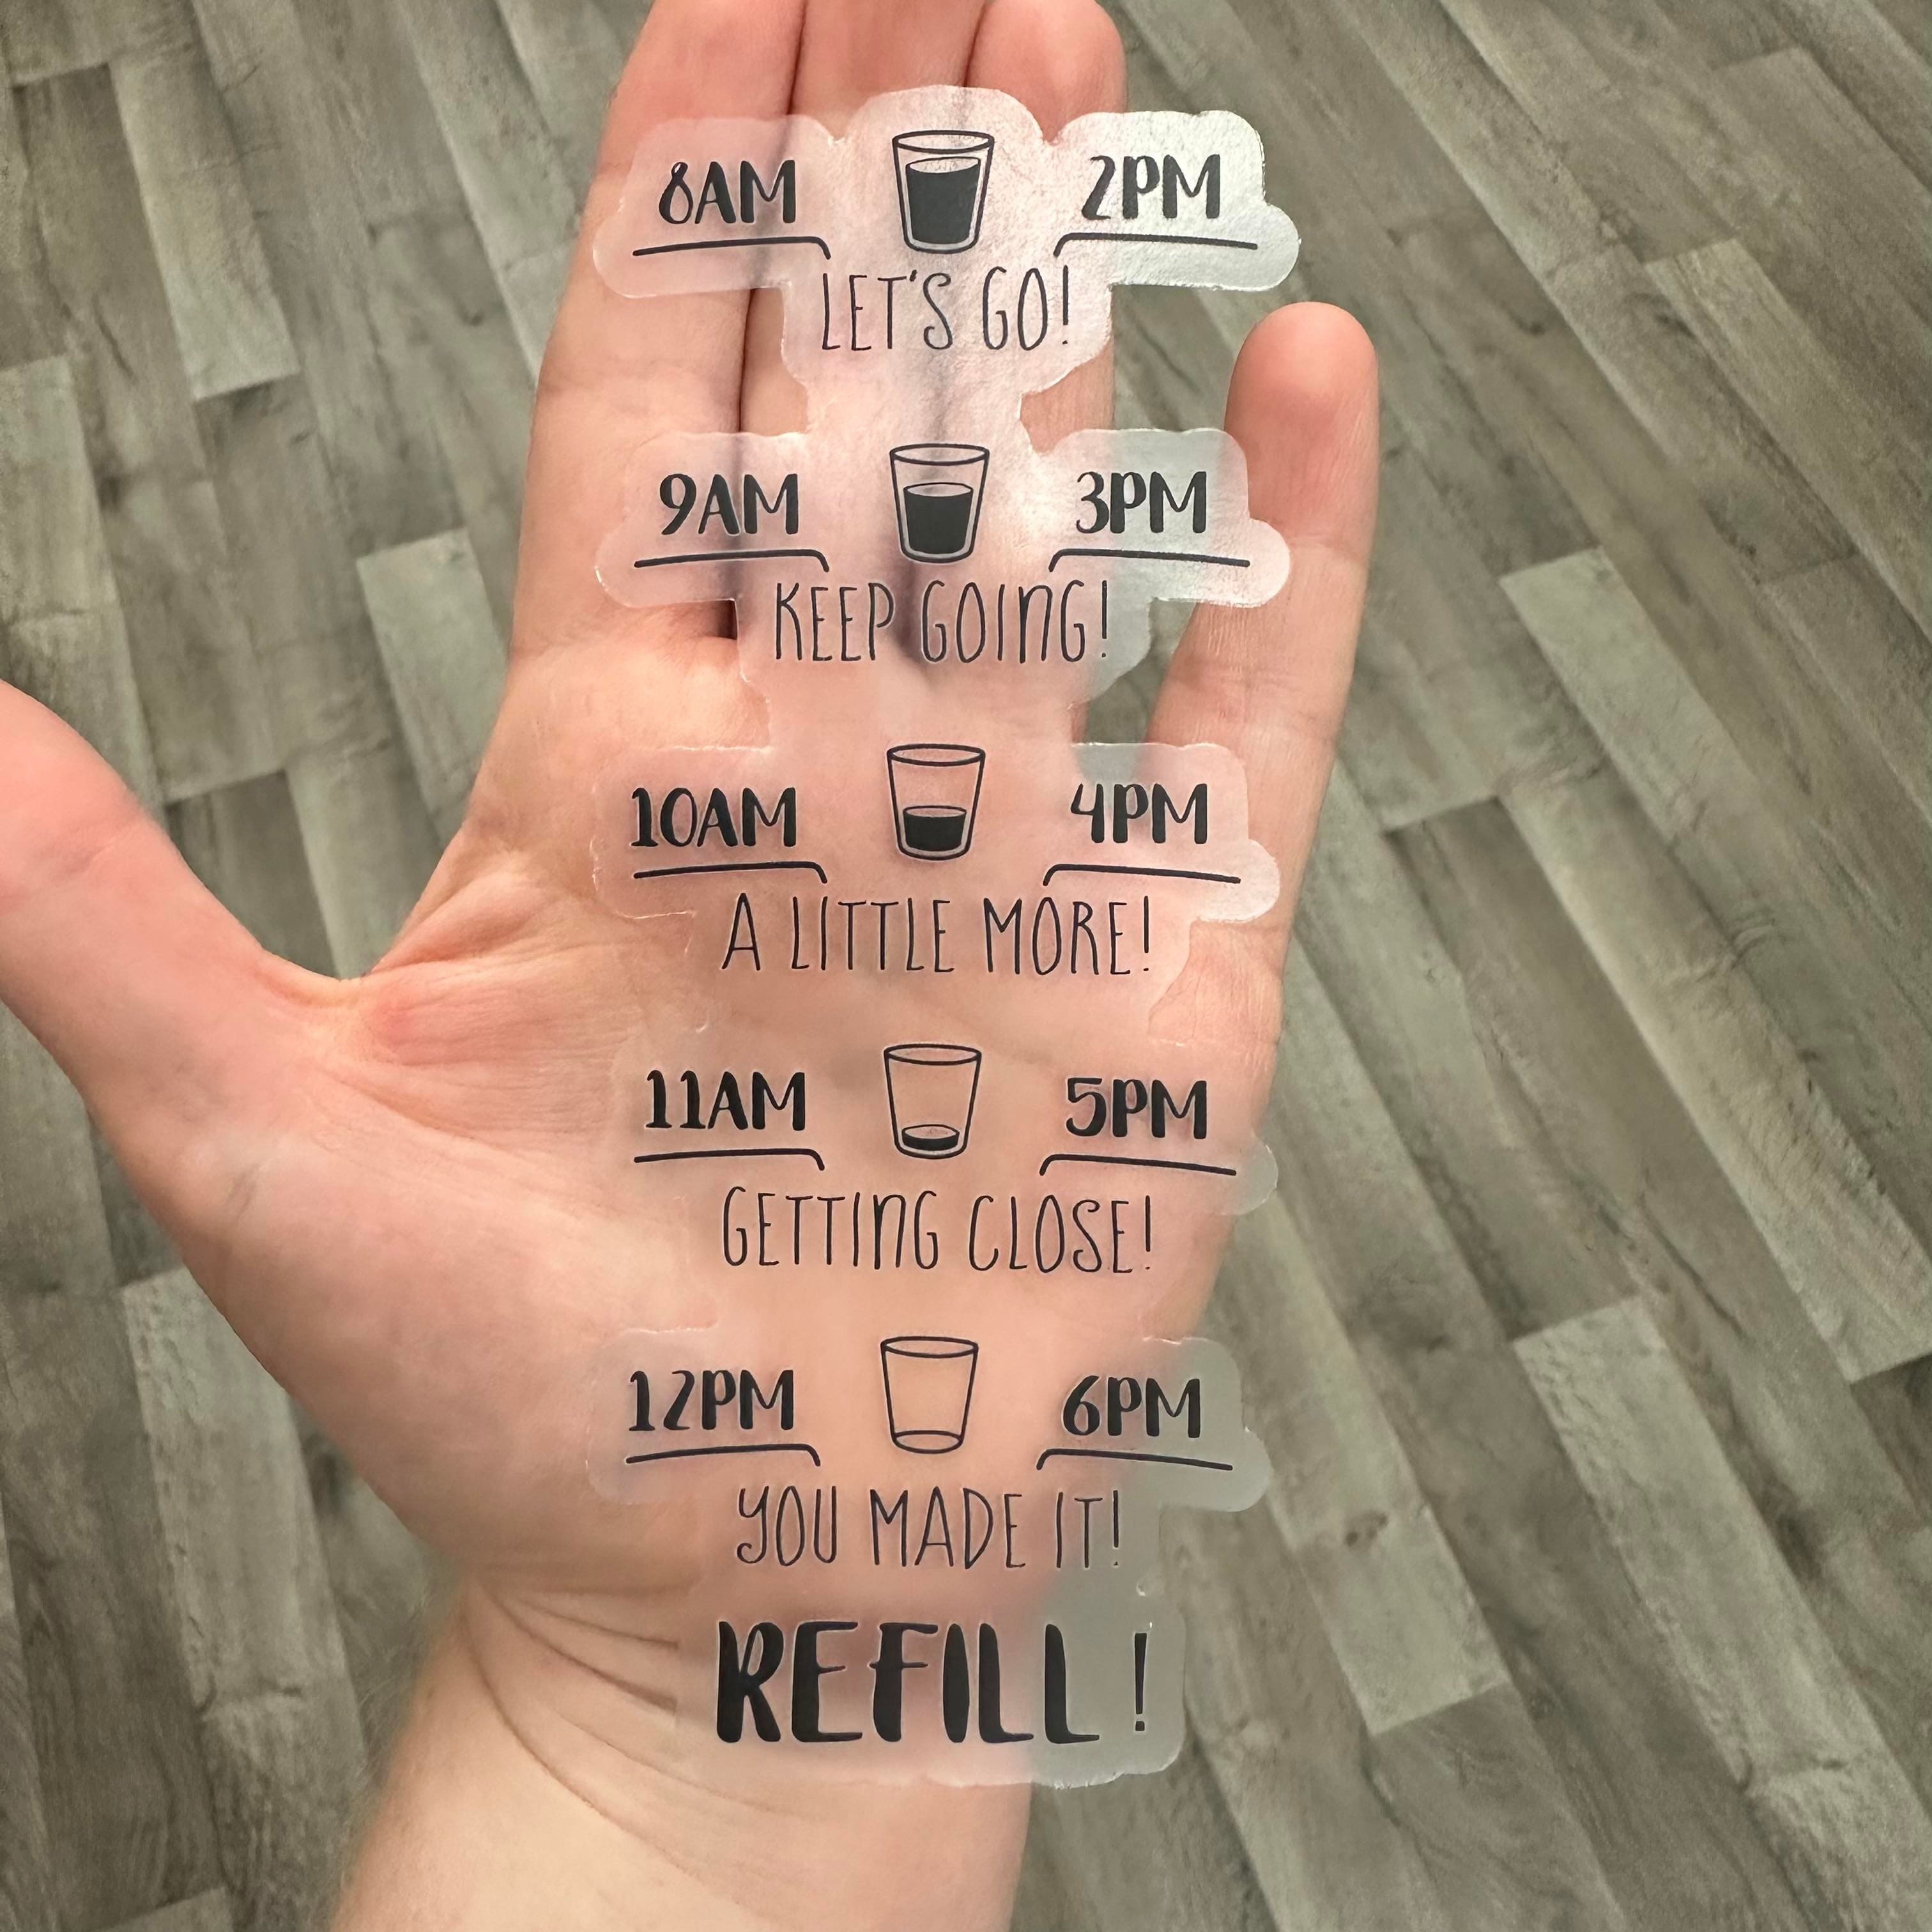 8AM 2PM
LET'S GO!
9AM 3PM
KEEP GOING!
10AM 4PM
A LITTLE MORE!
11AM 5PM
GETTING CLOSE!
12PM 6PM
YOU MADE IT!
REFILL!